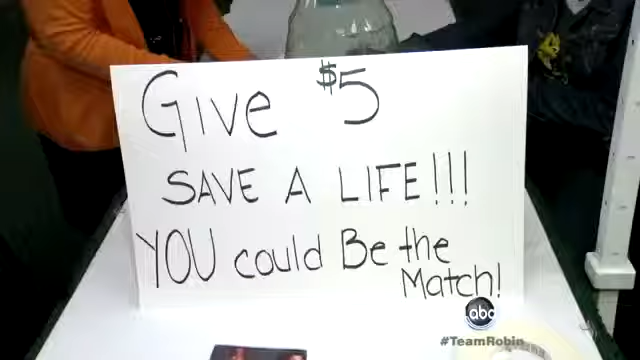 GIVE $5
SAVE A LIFE!!!
YOU could Be the
Match!
abc
#TeamRobin